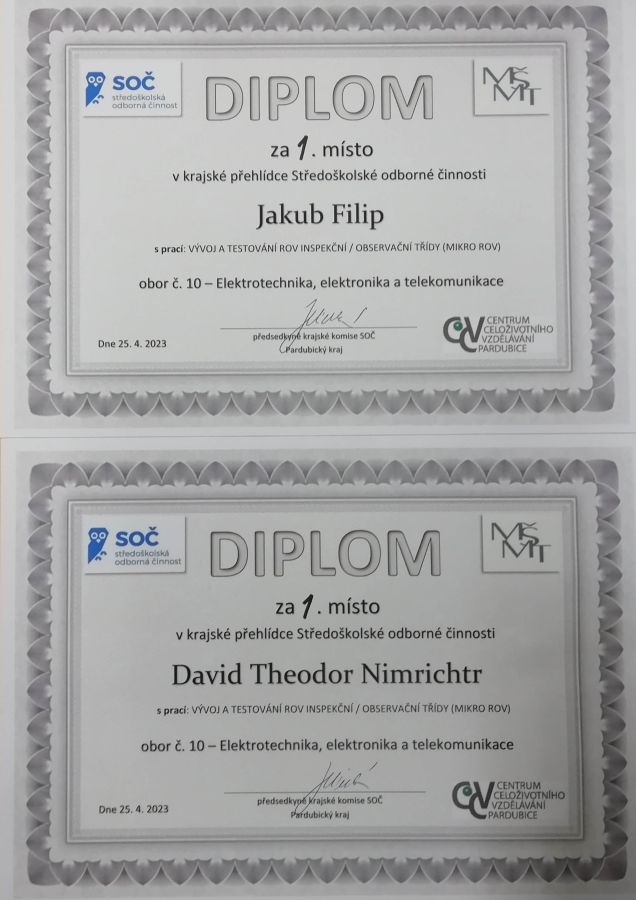 SOČ
středoškolská
odborná činnost
DIPLOM
MŠMT
za 1. místo
v krajské přehlídce Středoškolské odborné činnosti
Jakub Filip
s prací: VÝVOJ A TESTOVÁNÍ ROV INSPEKČNÍ / OBSERVAČNÍ TŘÍDY (MIKRO ROV)
obor č. 10 – Elektrotechnika, elektronika a telekomunikace
Dne 25. 4. 2023
předsedkyně krajské komise SOČ
Pardubický kraj
CENTRUM
CELOŽIVOTNÍHO
VZDĚLÁVÁNÍ
PARDUBICE
SOČ
středoškolská
odborná činnost
DIPLOM
MŠMT
za 1. místo
v krajské přehlídce Středoškolské odborné činnosti
David Theodor Nimrichtr
s prací: VÝVOJ A TESTOVÁNÍ ROV INSPEKČNÍ / OBSERVAČNÍ TŘÍDY (MIKRO ROV)
obor č. 10 – Elektrotechnika, elektronika a telekomunikace
Dne 25. 4. 2023
předsedkyně krajské komise SOČ
Pardubický kraj
CENTRUM
CELOŽIVOTNÍHO
VZDĚLÁVÁNÍ
PARDUBICE